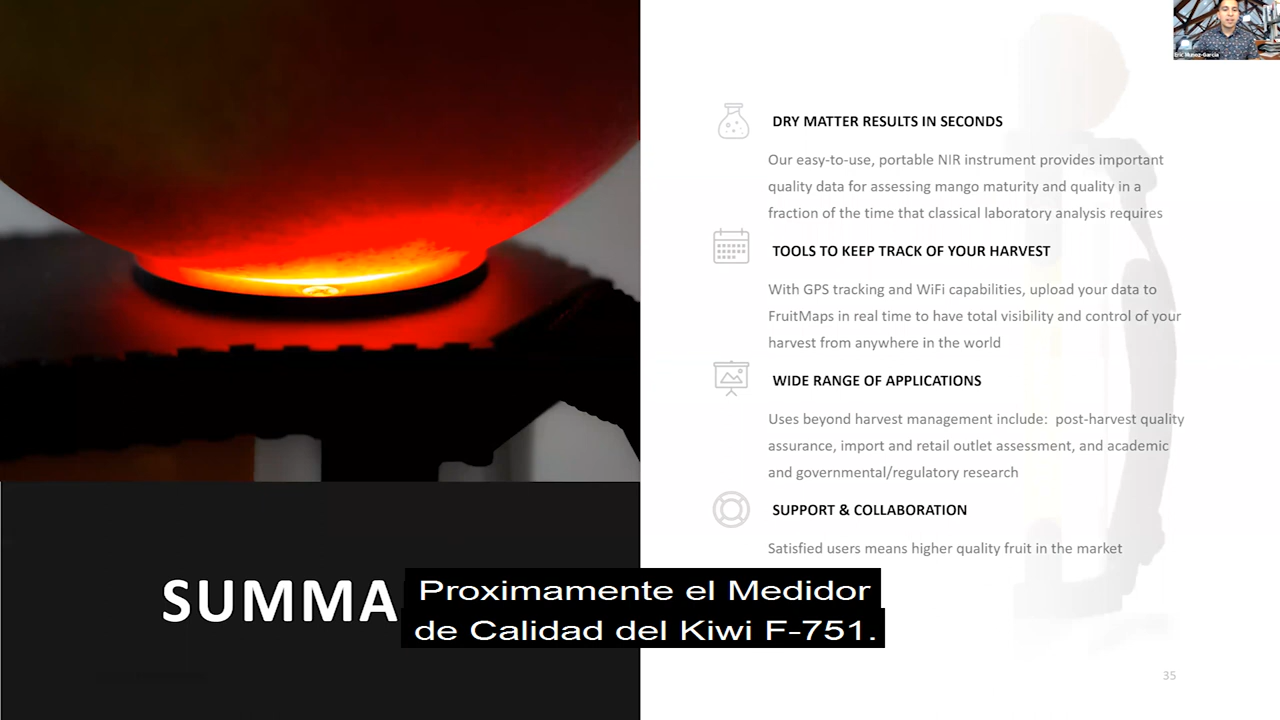 DRY MATTER RESULTS IN SECONDS
Our easy-to-use, portable NIR instrument provides important
quality data for assessing mango maturity and quality in a
fraction of the time that classical laboratory analysis requires
TOOLS TO KEEP TRACK OF YOUR HARVEST
With GPS tracking and WiFi capabilities, upload your data to
FruitMaps in real time to have total visibility and control of your
harvest from anywhere in the world
WIDE RANGE OF APPLICATIONS
Uses beyond harvest management include: post-harvest quality
assurance, import and retail outlet assessment, and academic
and governmental/regulatory research
SUPPORT & COLLABORATION
Satisfied users means higher quality fruit in the market
SUMMA
Proximamente el Medidor
de Calidad del Kiwi F-751.
35